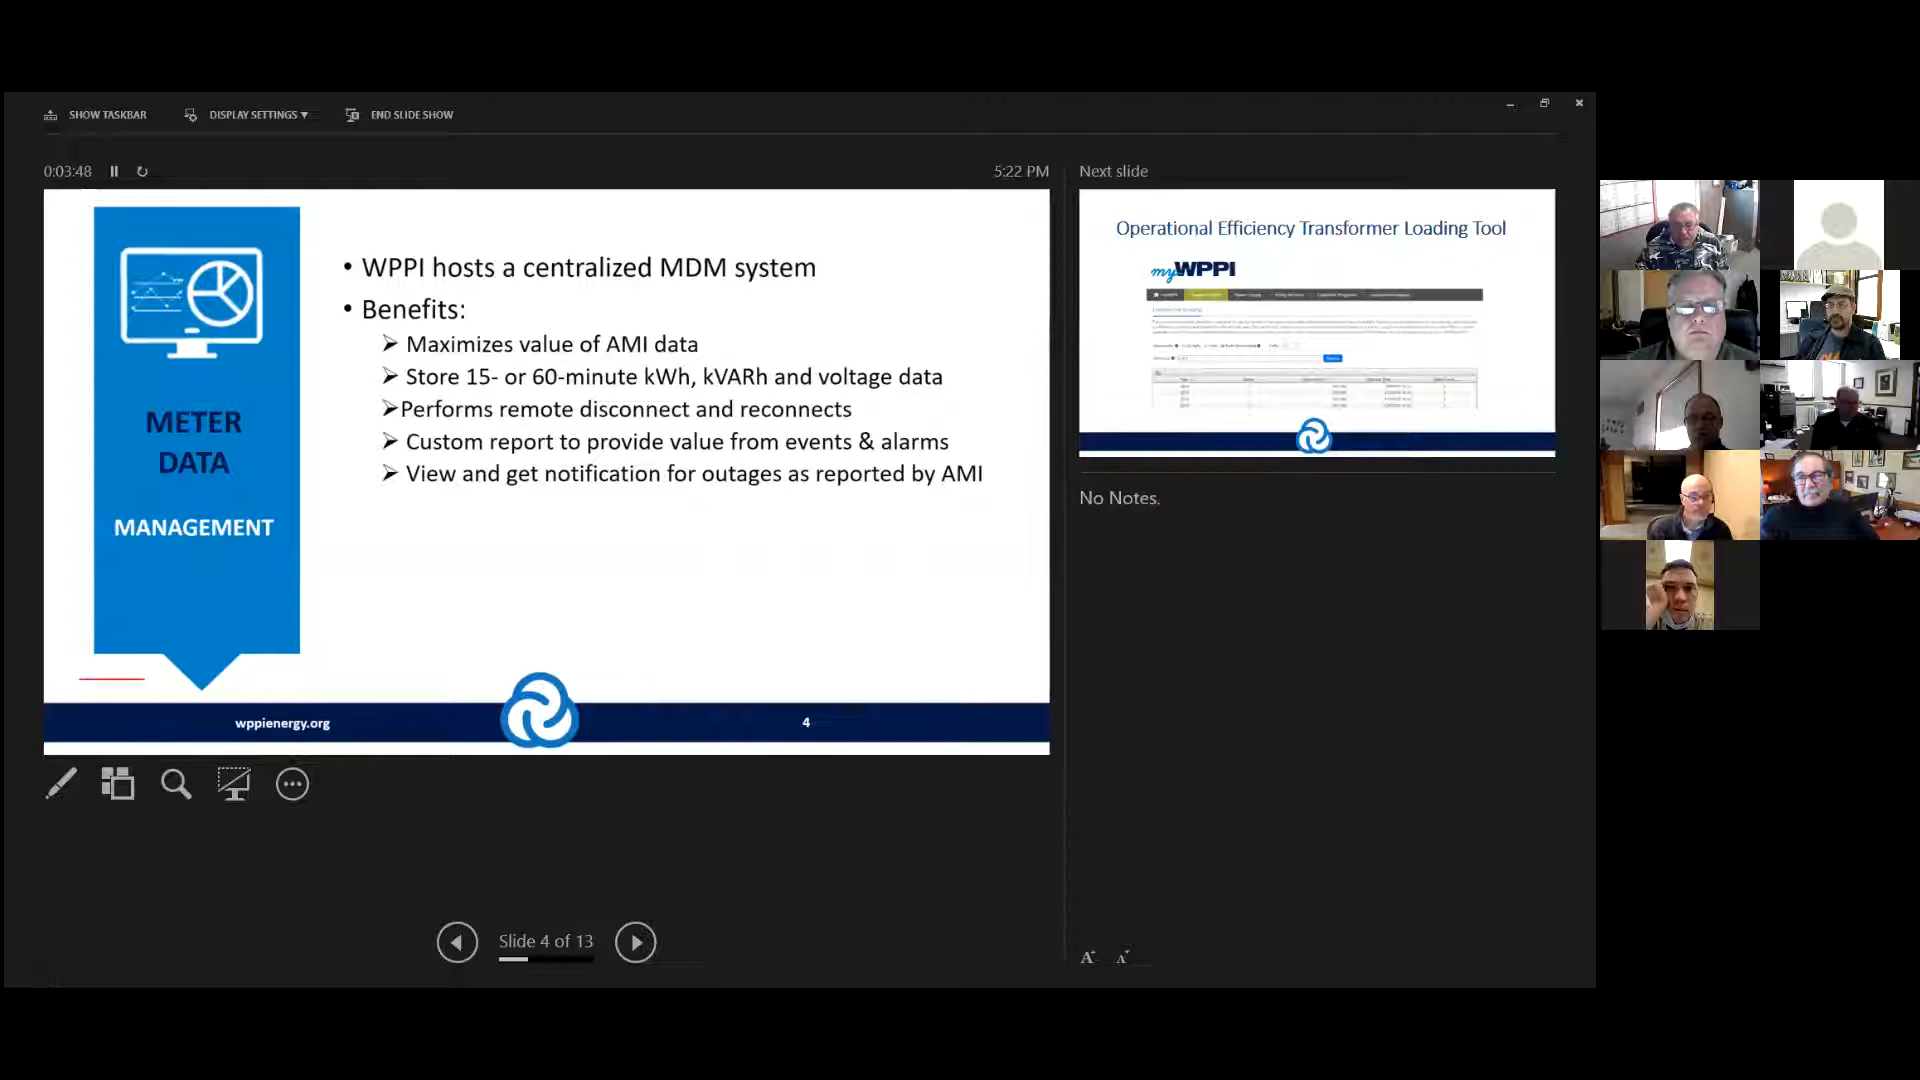 SHOW TASKBAR
DISPLAY SETTINGS ▾
END SLIDE SHOW
0:03:48
5:22 PM
Next slide
METER
DATA
MANAGEMENT
• WPPI hosts a centralized MDM system
• Benefits:
➢ Maximizes value of AMI data
➢ Store 15- or 60-minute kWh, kVARh and voltage data
➢Performs remote disconnect and reconnects
➢ Custom report to provide value from events & alarms
➢ View and get notification for outages as reported by AMI
wppienergy.org
4
Operational Efficiency Transformer Loading Tool
myWPPI
No Notes.
Slide 4 of 13
A A